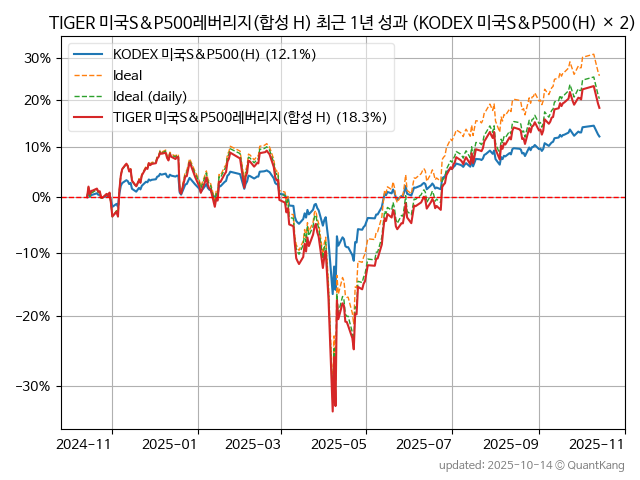 TIGER 미국S&P500레버리지(합성 H) 최근 1년 성과 (KODEX 미국S&P500(H) × 2)
KODEX 미국S&P500(H) (12.1%)
Ideal
Ideal (daily)
TIGER 미국S&P500레버리지(합성 H) (18.3%)
30%
20%
10%
0%
−10%
−20%
−30%
2024-11 2025-01 2025-03 2025-05 2025-07 2025-09 2025-11
updated: 2025-10-14 © QuantKang